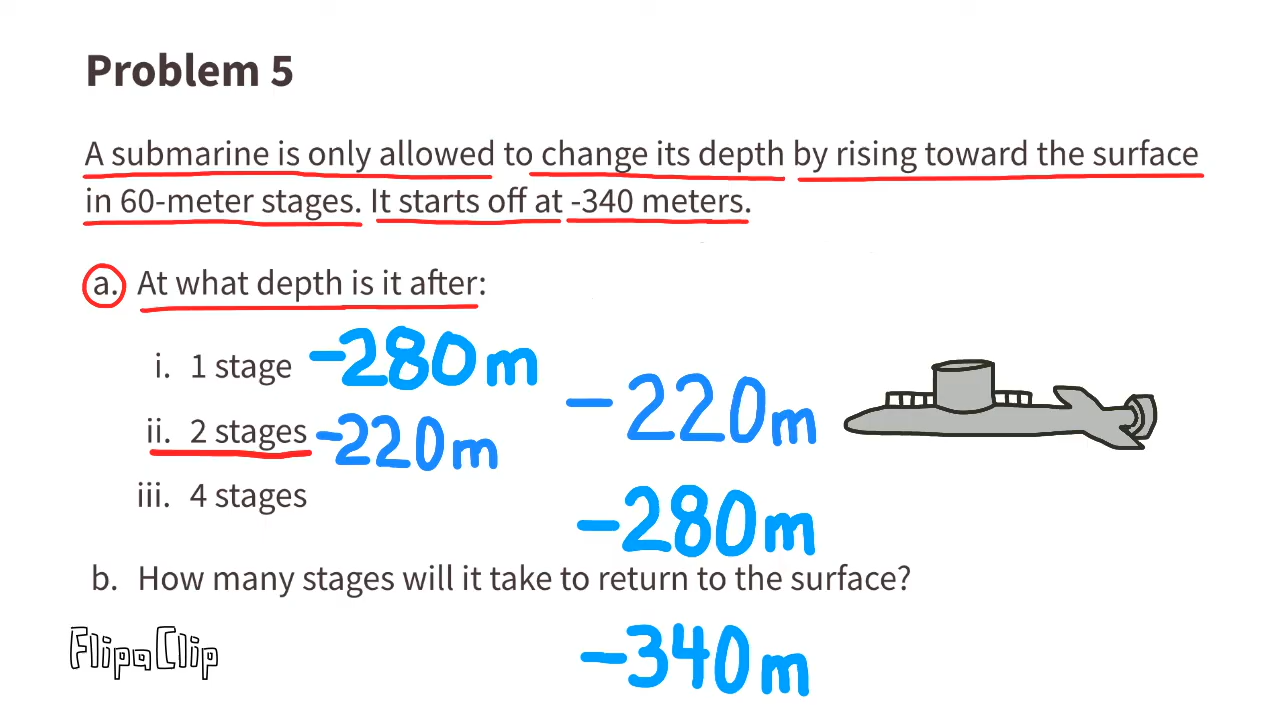 Problem 5
A submarine is only allowed to change its depth by rising toward the surface
in 60-meter stages. It starts off at -340 meters.
a. At what depth is it after:
i. 1 stage -280m
-220m
ii. 2 stages -220m
iii. 4 stages
-280m
b. How many stages will it take to return to the surface?
FlipaClip
-340m